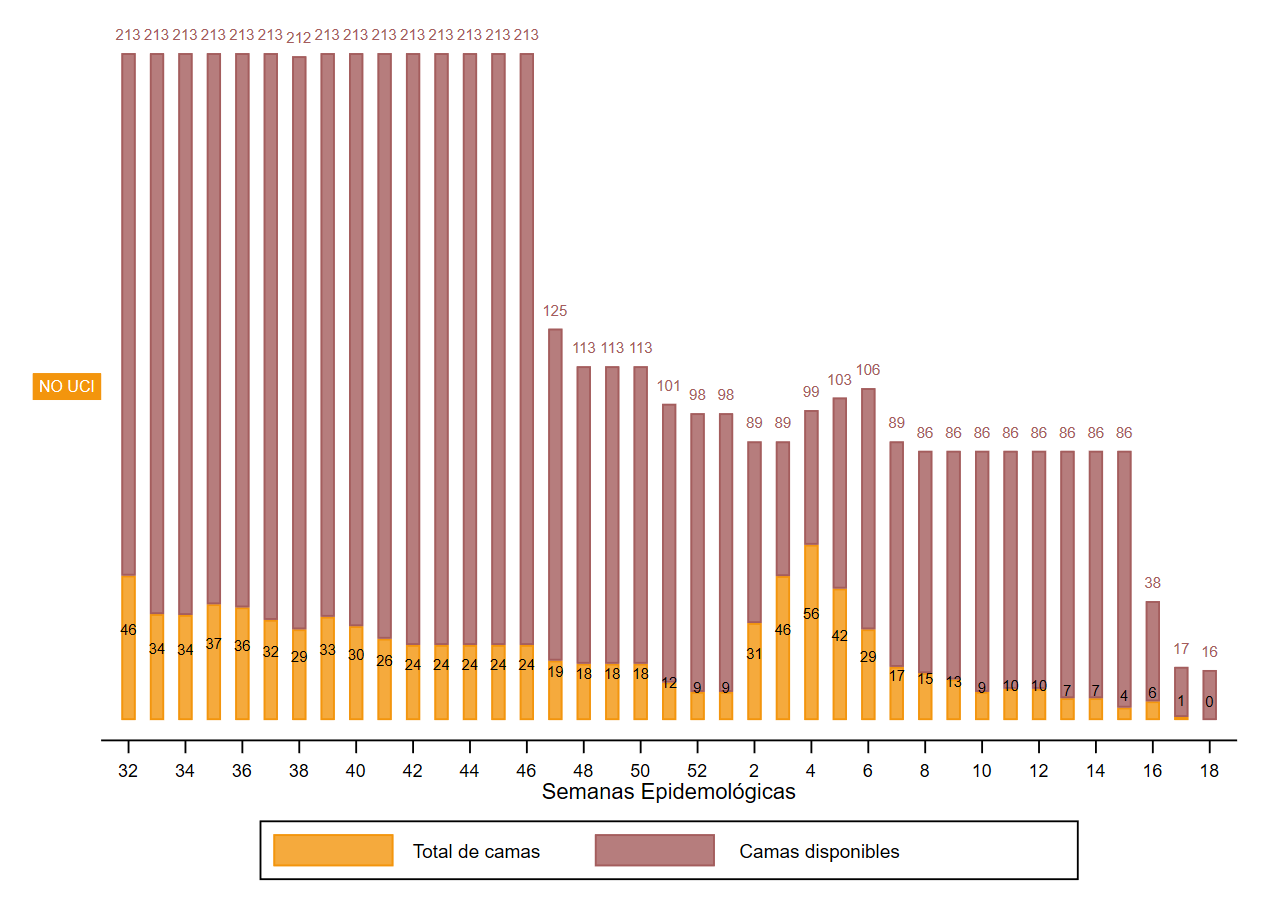 213 213 213 213 213 213 212 213 213 213 213 213 213 213 213
125
113 113 113
NO UCI
106
103
99
101
98 98
89 89
89
86 86 86 86 86 86 86 86
38
17 16
46 34 34 37 36 32 29 33 30 26 24 24 24 24 24 19 18 18 18 12 9 9 31 46 56 42 29 17 15 13 9 10 10 7 7 4 6 1 0
32 34 36 38 40 42 44 46 48 50 52 2 4 6 8 10 12 14 16 18
Semanas Epidemológicas
Total de camas Camas disponibles